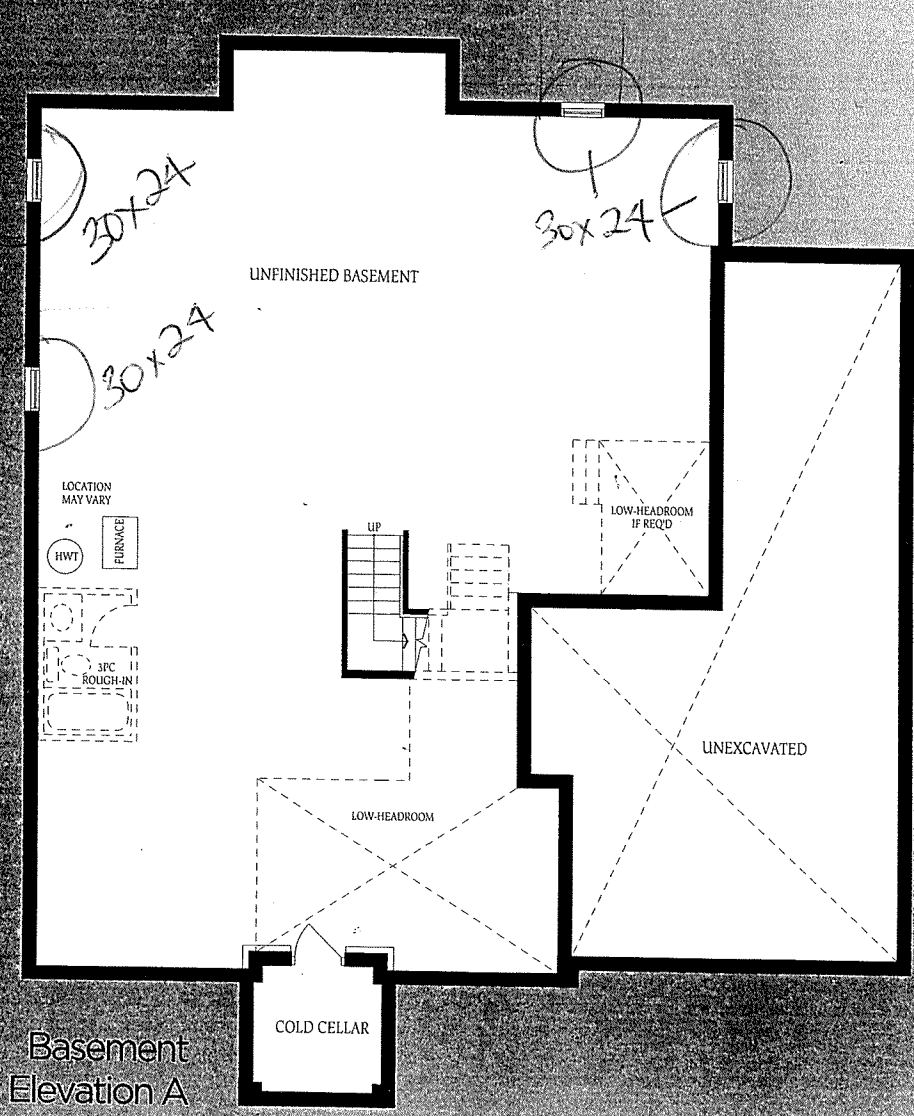 30x24
30x24
UNFINISHED BASEMENT
30x24
LOCATION
MAY VARY
HWT
FURNACE
UP
LOW-HEADROOM
IF REQ'D
3PC
ROUGH-IN
UNEXCAVATED
LOW-HEADROOM
COLD CELLAR
Basement
Elevation A